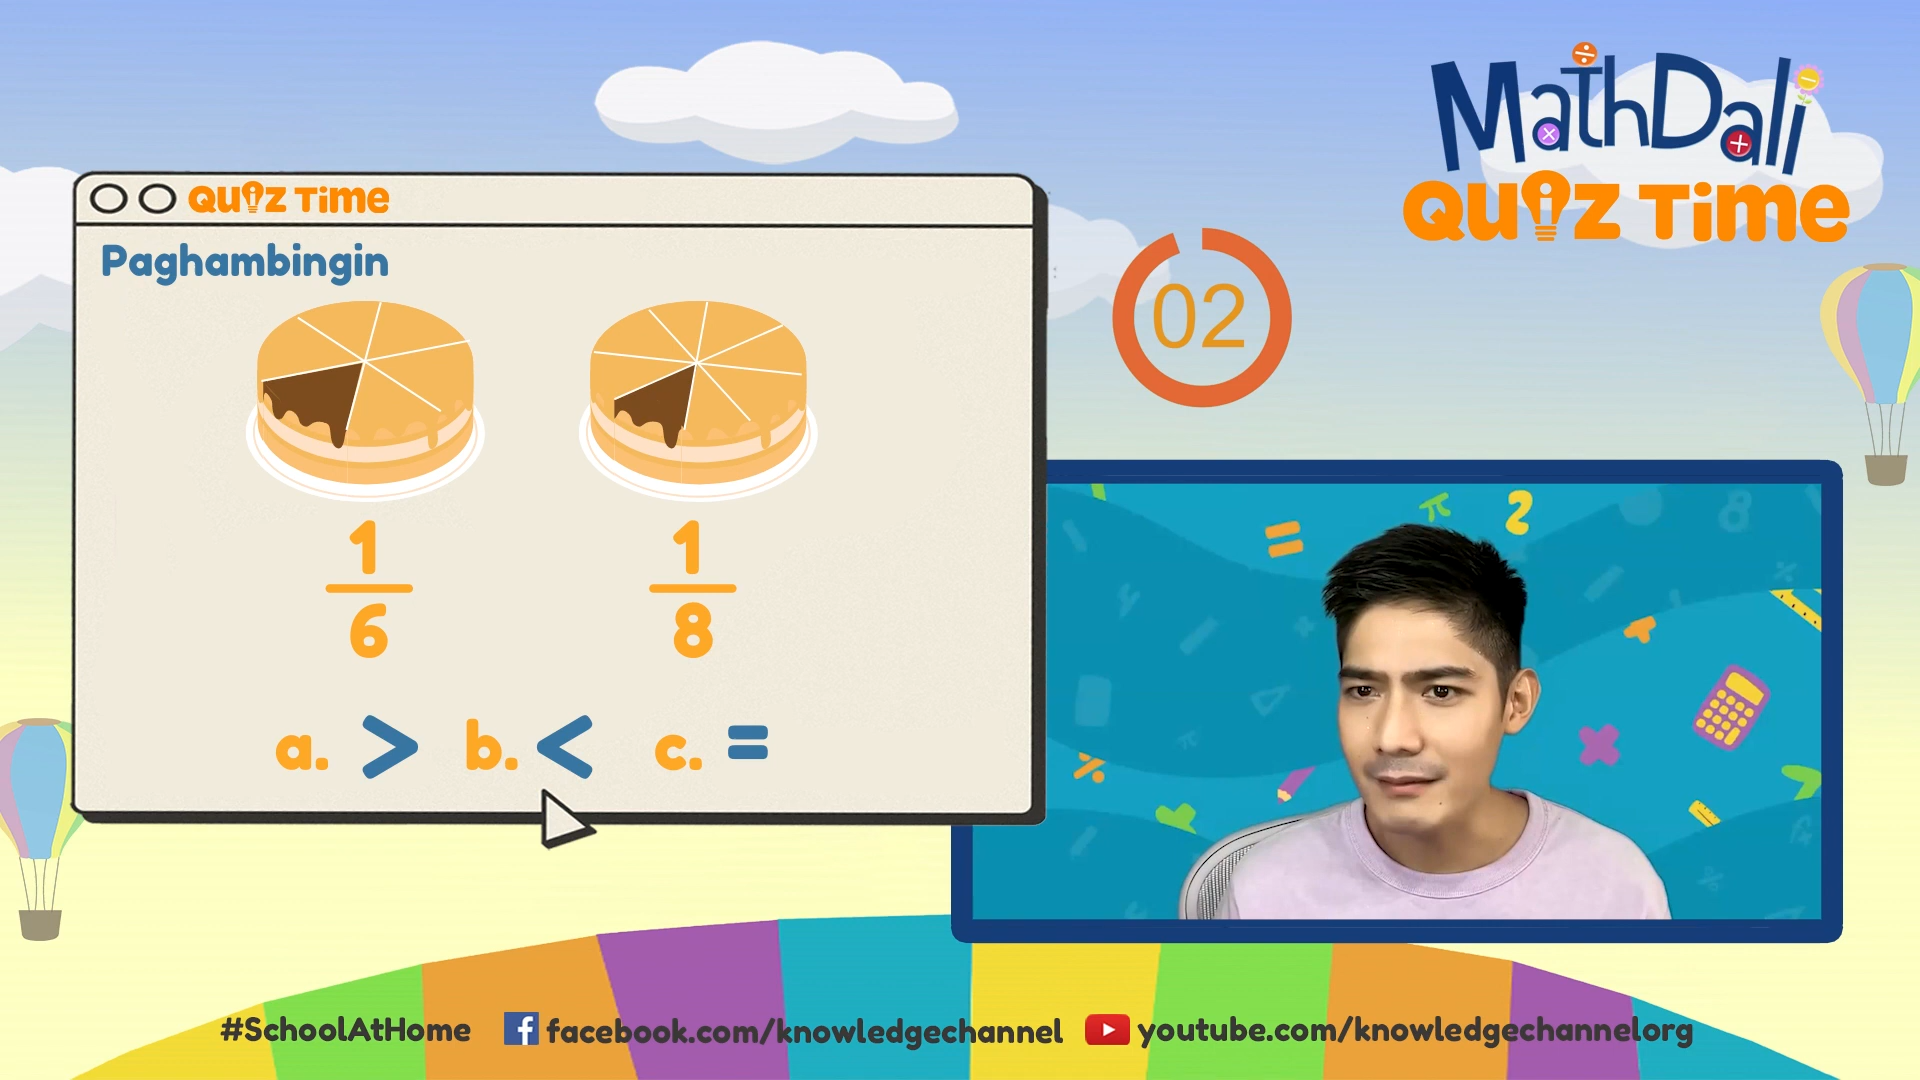 MathDali
QUiZ TIME
QUiZ TIME
Paghambingin
02
1
6
1
8
a. > b. < c. =
#SchoolAtHome facebook.com/knowledgechannel youtube.com/knowledgechannelorg